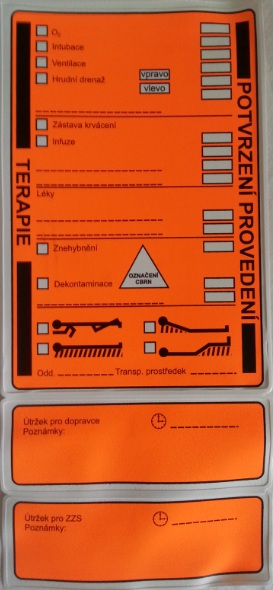 O₂
Intubace
Ventilace
Hrudní drenáž
vpravo
vlevo
Zástava krvácení
Infuze
Léky
Znehybnění
Dekontaminace
OZNAČENÍ
CBRN
Odd. Transp. prostředek
TERAPIE
POTVRZENÍ PROVEDENÍ
Útržek pro dopravce
Poznámky:
Útržek pro ZZS
Poznámky: